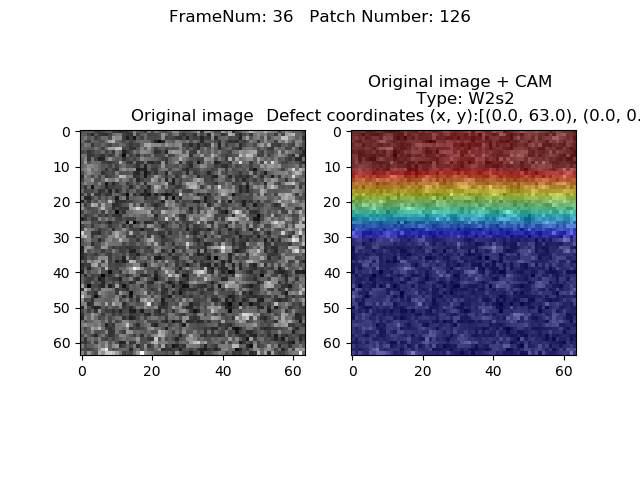 FrameNum: 36   Patch Number: 126
Original image + CAM
Type: W2s2
Original image
Defect coordinates (x, y):[(0.0, 63.0), (0.0, 0.
0
10
20
30
40
50
60
0 20 40 60
0
10
20
30
40
50
60
0 20 40 60